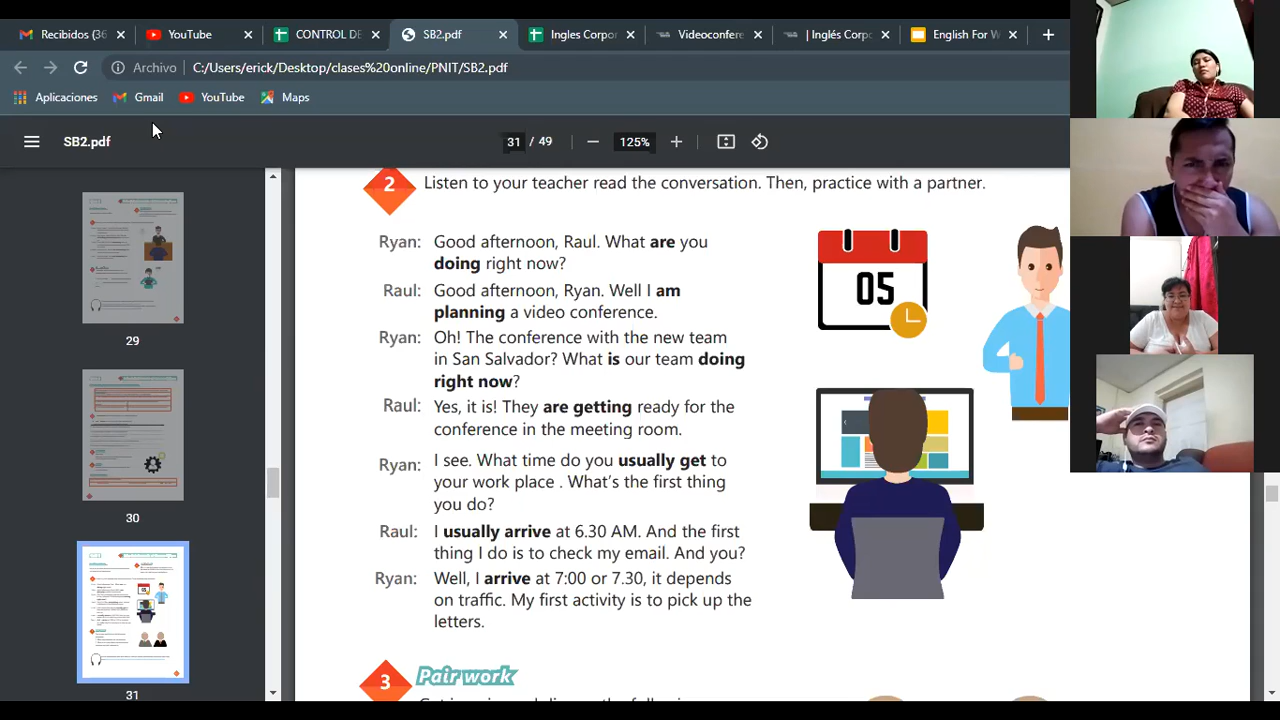 Recibidos (36
YouTube
CONTROL DE
SB2.pdf
Ingles Corpor
Videoconfere
| Inglés Corpo
English For W
Archivo
C:/Users/erick/Desktop/clases%20online/PNIT/SB2.pdf
Aplicaciones
Gmail
YouTube
Maps
SB2.pdf
31 / 49
125%
29
30
31
2 Listen to your teacher read the conversation. Then, practice with a partner.
Ryan: Good afternoon, Raul. What are you
doing right now?
Raul: Good afternoon, Ryan. Well I am
planning a video conference.
Ryan: Oh! The conference with the new team
in San Salvador? What is our team doing
right now?
Raul: Yes, it is! They are getting ready for the
conference in the meeting room.
Ryan: I see. What time do you usually get to
your work place . What's the first thing
you do?
Raul: I usually arrive at 6.30 AM. And the first
thing I do is to check my email. And you?
Ryan: Well, I arrive at 7:00 or 7.30, it depends
on traffic. My first activity is to pick up the
letters.
05
3 Pair work